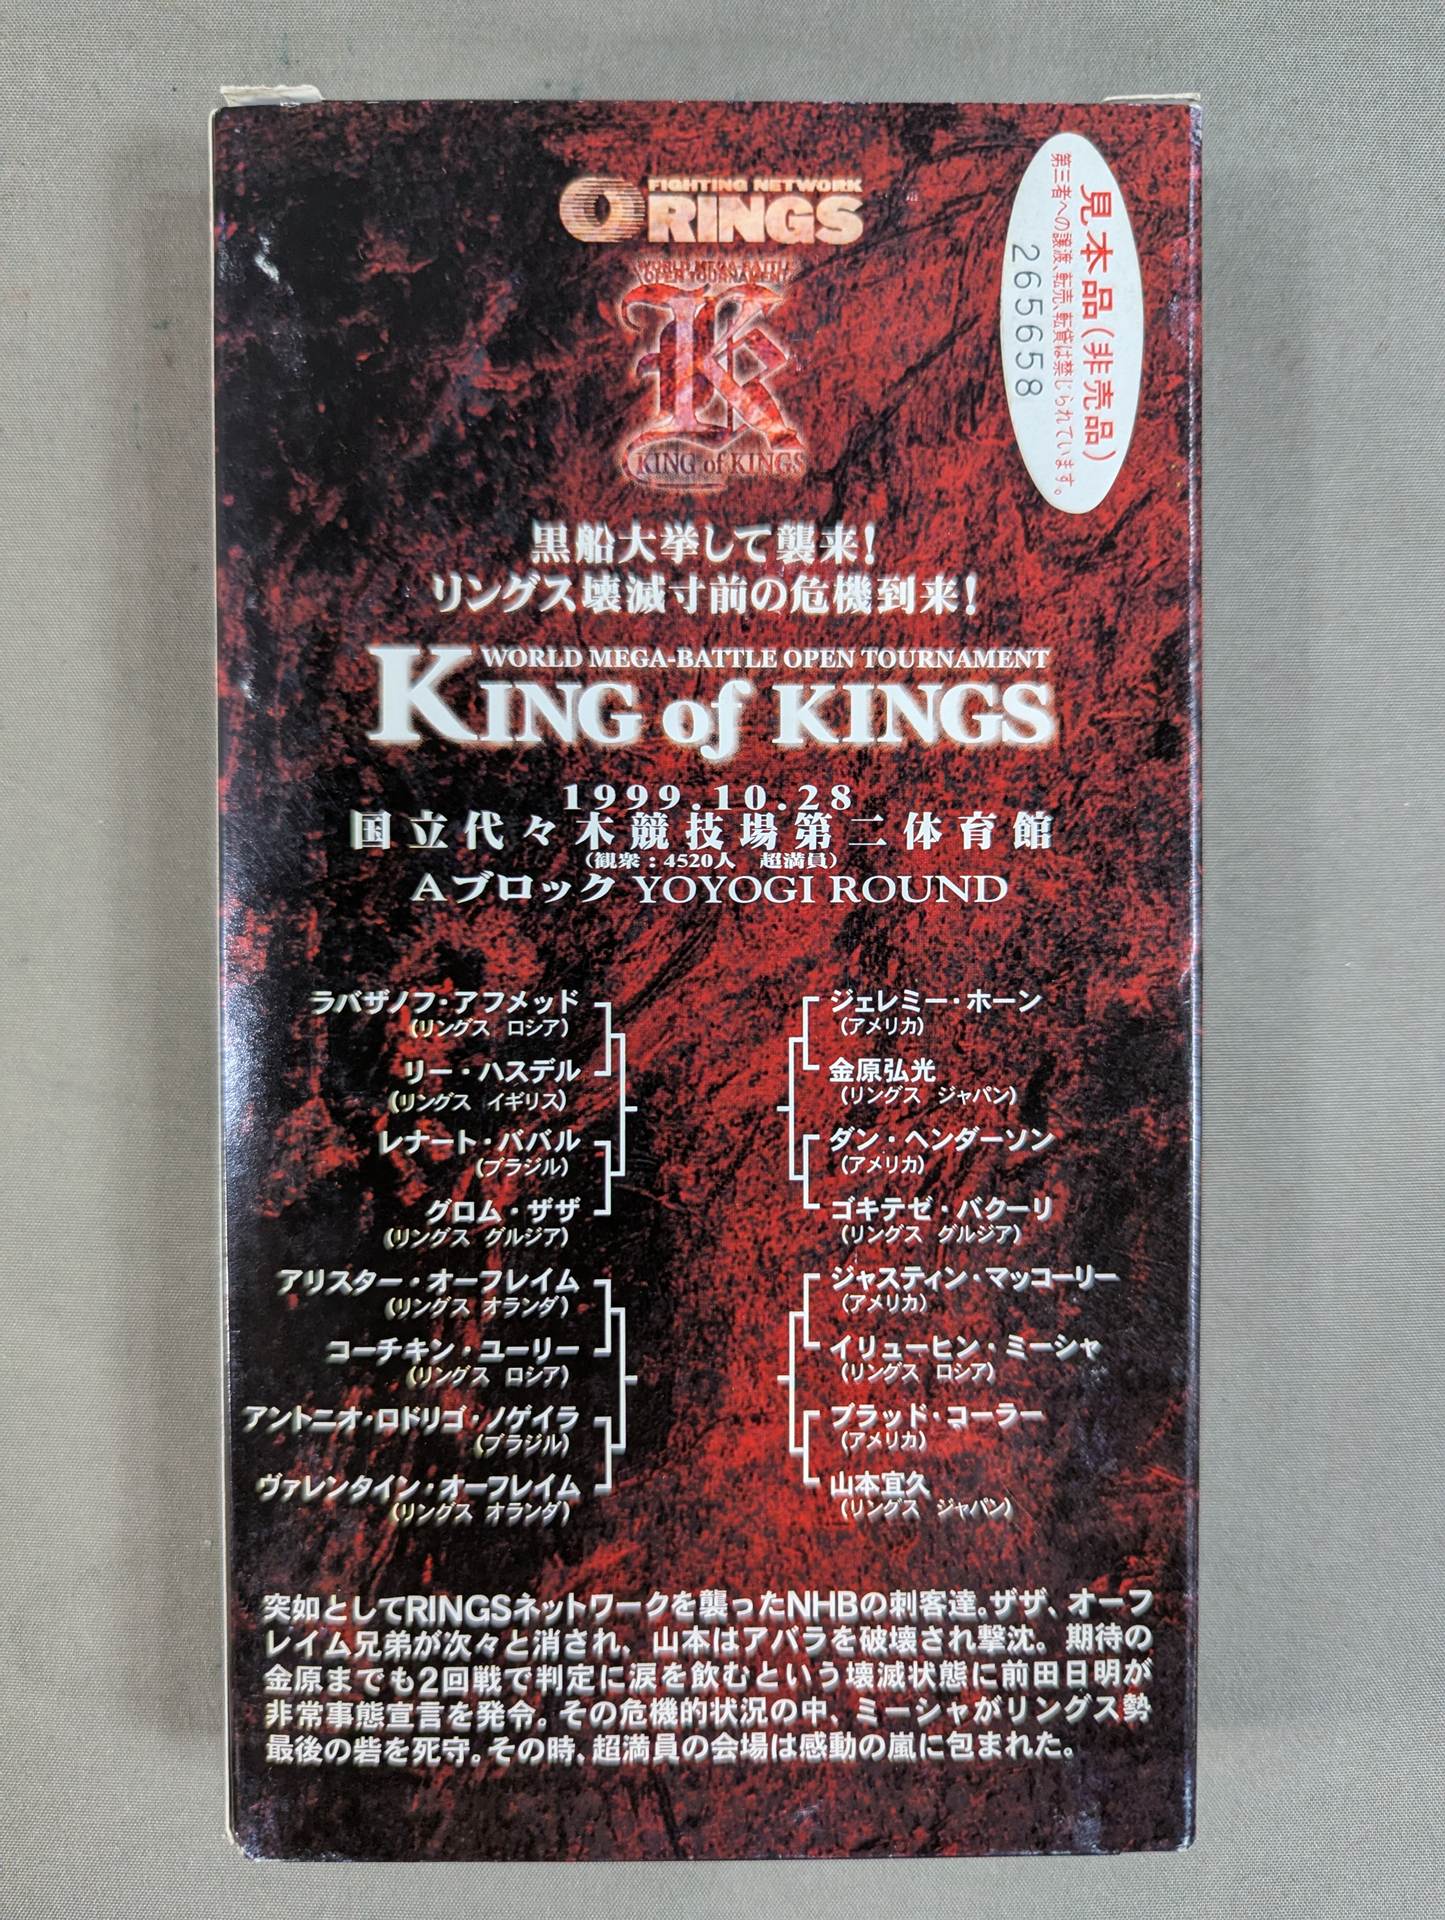 FIGHTING NETWORK
RINGS
WORLD MEGA-BATTLE
OPEN TOURNAMENT
K
KING of KINGS
見本品(非売品)
第三者への譲渡、転売、転貸は禁じられています。
265658
黒船大挙して襲来!
リングス壊滅寸前の危機到来!
WORLD MEGA-BATTLE OPEN TOURNAMENT
KING of KINGS
1999.10.28
国立代々木競技場第二体育館
(観衆:4520人 超満員)
Aブロック YOYOGI ROUND
ラバザノフ・アフメッド
(リングス ロシア)
リー・ハスデル
(リングス イギリス)
レナート・ババル
(ブラジル)
グロム・ザザ
(リングス グルジア)
アリスター・オーフレイム
(リングス オランダ)
コーチキン・ユーリー
(リングス ロシア)
アントニオ・ロドリゴ・ノゲイラ
(ブラジル)
ヴァレンタイン・オーフレイム
(リングス オランダ)
ジェレミー・ホーン
(アメリカ)
金原弘光
(リングス ジャパン)
ダン・ヘンダーソン
(アメリカ)
ゴキテゼ・バクーリ
(リングス グルジア)
ジャスティン・マッコーリー
(アメリカ)
イリューヒン・ミーシャ
(リングス ロシア)
ブラッド・コーラー
(アメリカ)
山本宜久
(リングス ジャパン)
突如としてRINGSネットワークを襲ったNHBの刺客達。ザザ、オーフ
レイム兄弟が次々と消され、山本はアバラを破壊され撃沈。期待の
金原までも2回戦で判定に涙を飲むという壊滅状態に前田日明が
非常事態宣言を発令。その危機的状況の中、ミーシャがリングス勢
最後の砦を死守。その時、超満員の会場は感動の嵐に包まれた。